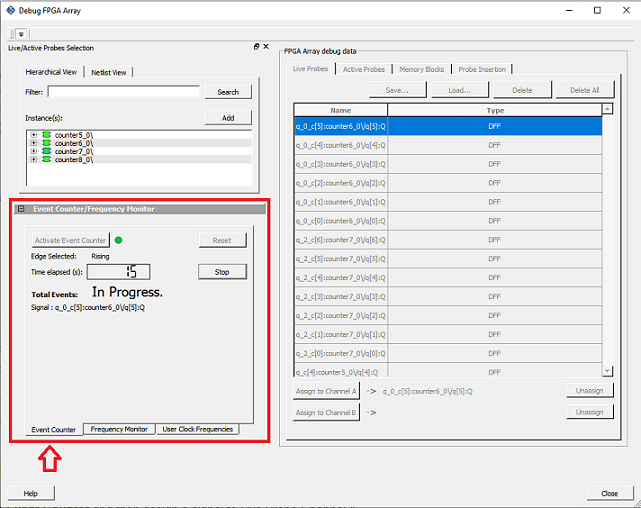 Debug FPGA Array
Live/Active Probes Selection
Hierarchical View Netlist View
Filter: Search
Instance(s): Add
counter5_0\
counter6_0\
counter7_0\
counter8_0\
Event Counter/Frequency Monitor
Activate Event Counter Reset
Edge Selected: Rising
Time elapsed (s): 15 Stop
Total Events: In Progress.
Signal : q_0_c[5]:counter6_0\/q[5]:Q
Event Counter Frequency Monitor User Clock Frequencies
FPGA Array debug data
Live Probes Active Probes Memory Blocks Probe Insertion
Save... Load... Delete Delete All
Name Type
q_0_c[5]:counter6_0\/q[5]:Q DFF
q_0_c[4]:counter6_0\/q[4]:Q DFF
q_0_c[3]:counter6_0\/q[3]:Q DFF
q_0_c[2]:counter6_0\/q[2]:Q DFF
q_0_c[1]:counter6_0\/q[1]:Q DFF
q_0_c[0]:counter6_0\/q[0]:Q DFF
q_2_c[6]:counter7_0\/q[6]:Q DFF
q_2_c[5]:counter7_0\/q[5]:Q DFF
q_2_c[4]:counter7_0\/q[4]:Q DFF
q_2_c[3]:counter7_0\/q[3]:Q DFF
q_2_c[2]:counter7_0\/q[2]:Q DFF
q_2_c[1]:counter7_0\/q[1]:Q DFF
q_2_c[0]:counter7_0\/q[0]:Q DFF
q_c[4]:counter5_0\/q[4]:Q DFF
Assign to Channel A -> q_0_c[5]:counter6_0\/q[5]:Q Unassign
Assign to Channel B -> Unassign
Help Close